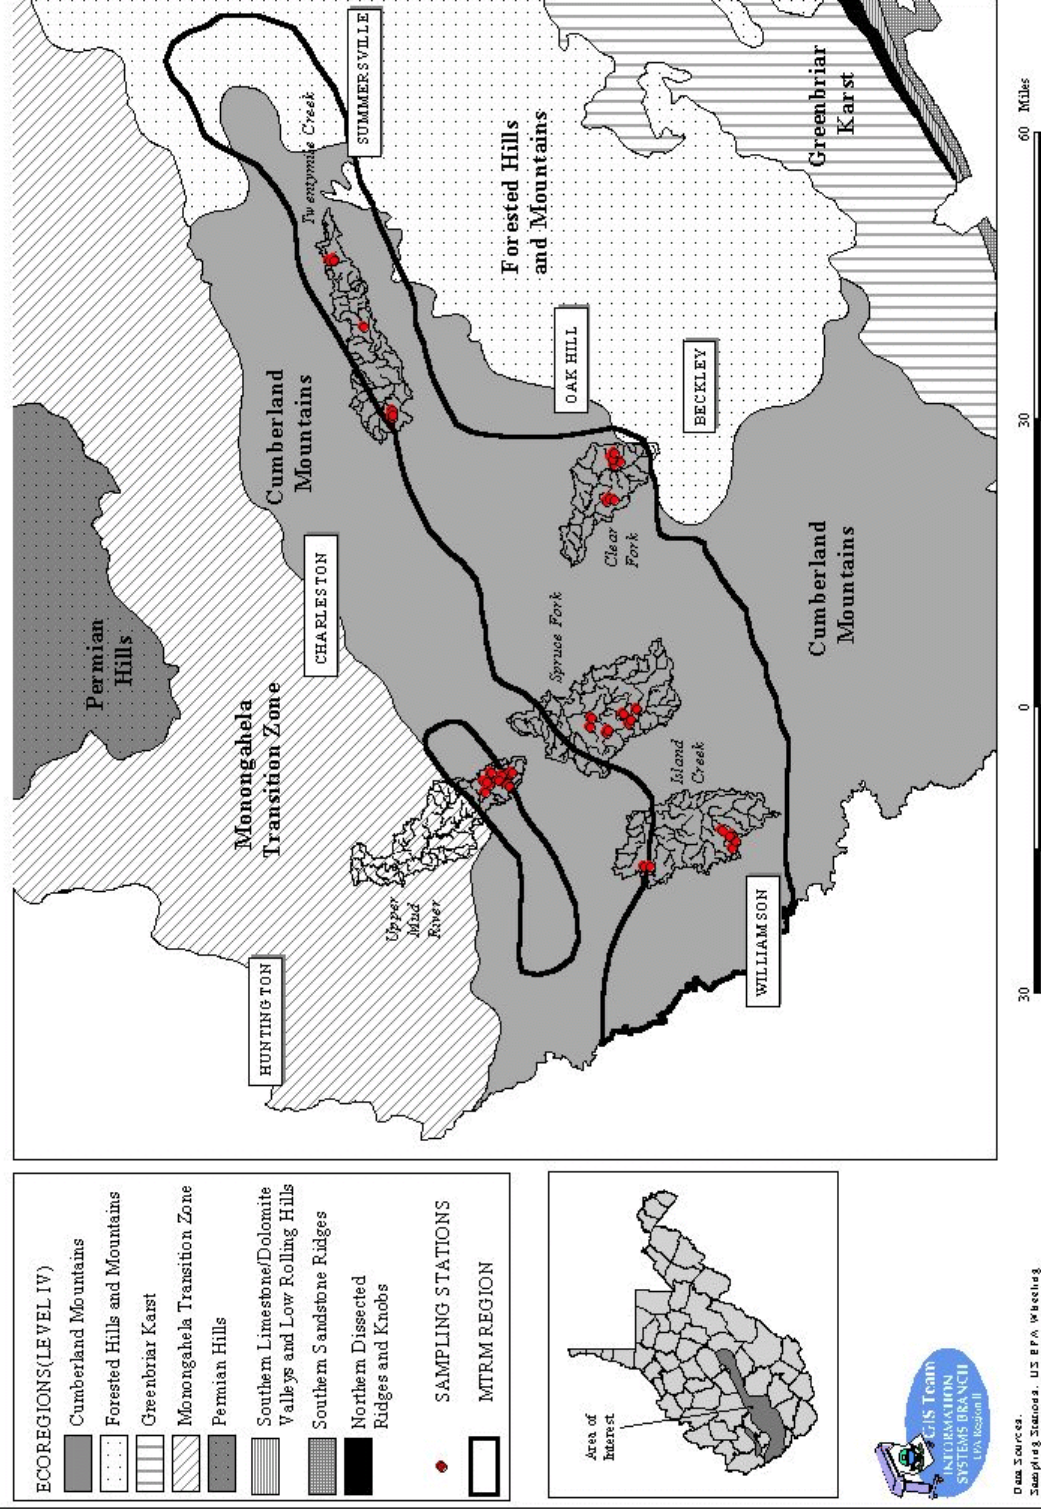 SUMMERSVILLE
Twentymile Creek
Forested Hills
and Mountains
Greenbriar
Karst
OAK HILL
BECKLEY
Cumberland
Mountains
CHARLESTON
Clear
Fork
Cumberland
Mountains
Permian
Hills
Monongahela
Transition Zone
Spruce Fork
Island
Creek
Upper
Mud
River
HUNTINGTON
WILLIAMSON
30
0
30
60 Miles
ECOREGIONS (LEVEL IV)
Cumberland Mountains
Forested Hills and Mountains
Greenbriar Karst
Monongahela Transition Zone
Permian Hills
Southern Limestone/Dolomite
Valleys and Low Rolling Hills
Southern Sandstone Ridges
Northern Dissected
Ridges and Knobs
SAMPLING STATIONS
MTRM REGION
Area of
Interest
GIS Team
INFORMATION
SYSTEMS BRANCH
EPA Region
Data Sources:
Sampling Stations. US EPA Wheeling